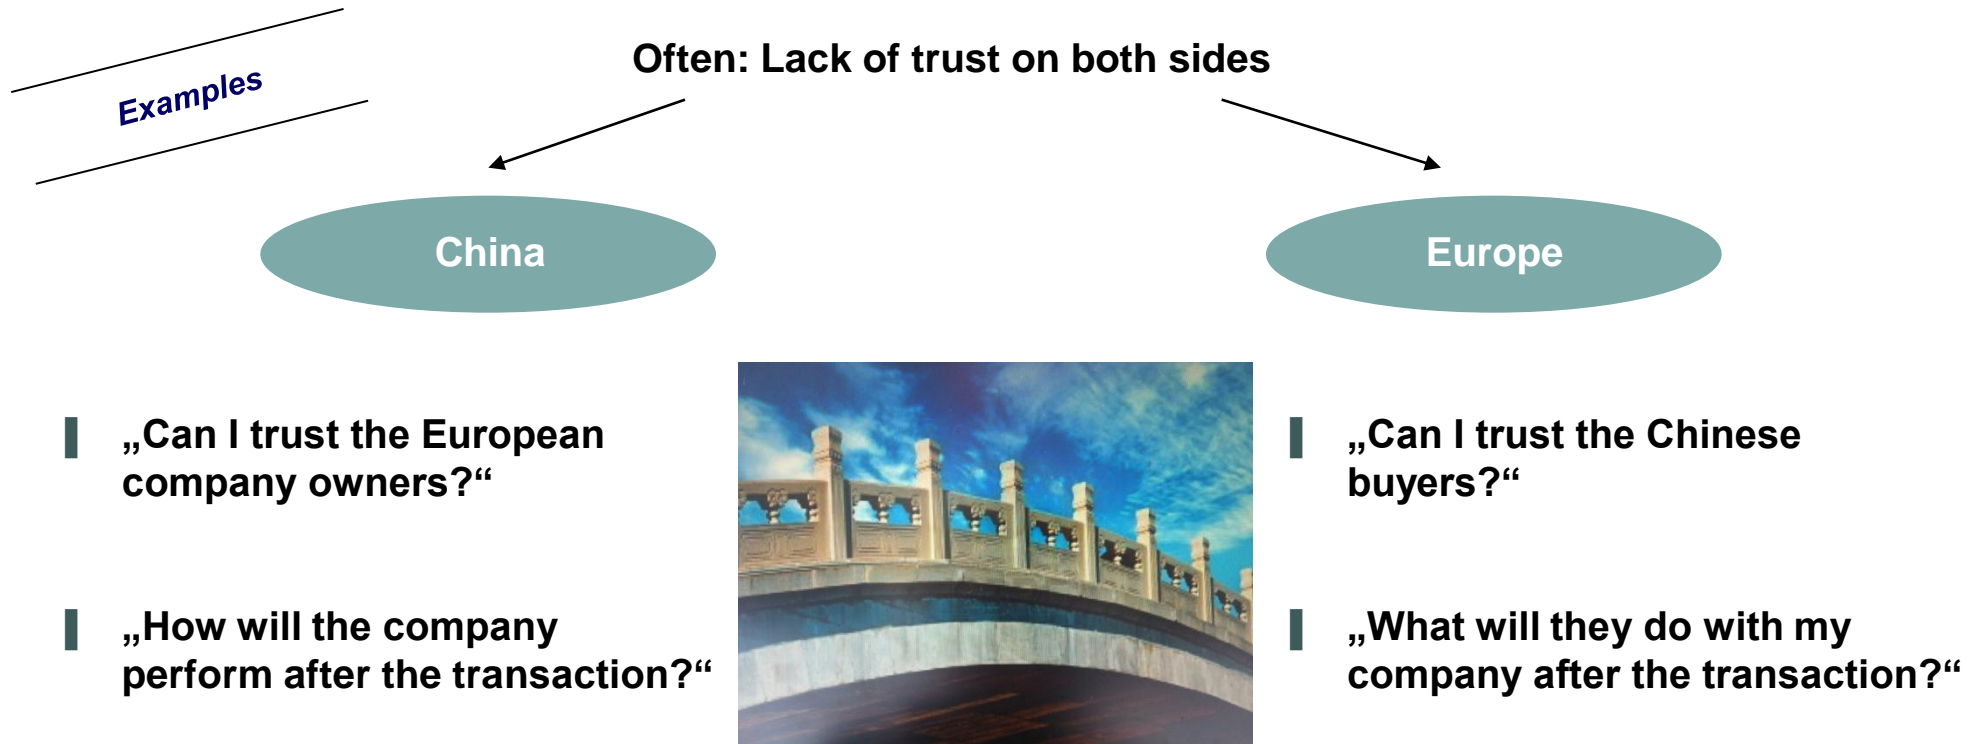 Examples
Often: Lack of trust on both sides
China
Europe
„Can I trust the European
company owners?“
„How will the company
perform after the transaction?“
„Can I trust the Chinese
buyers?“
„What will they do with my
company after the transaction?“